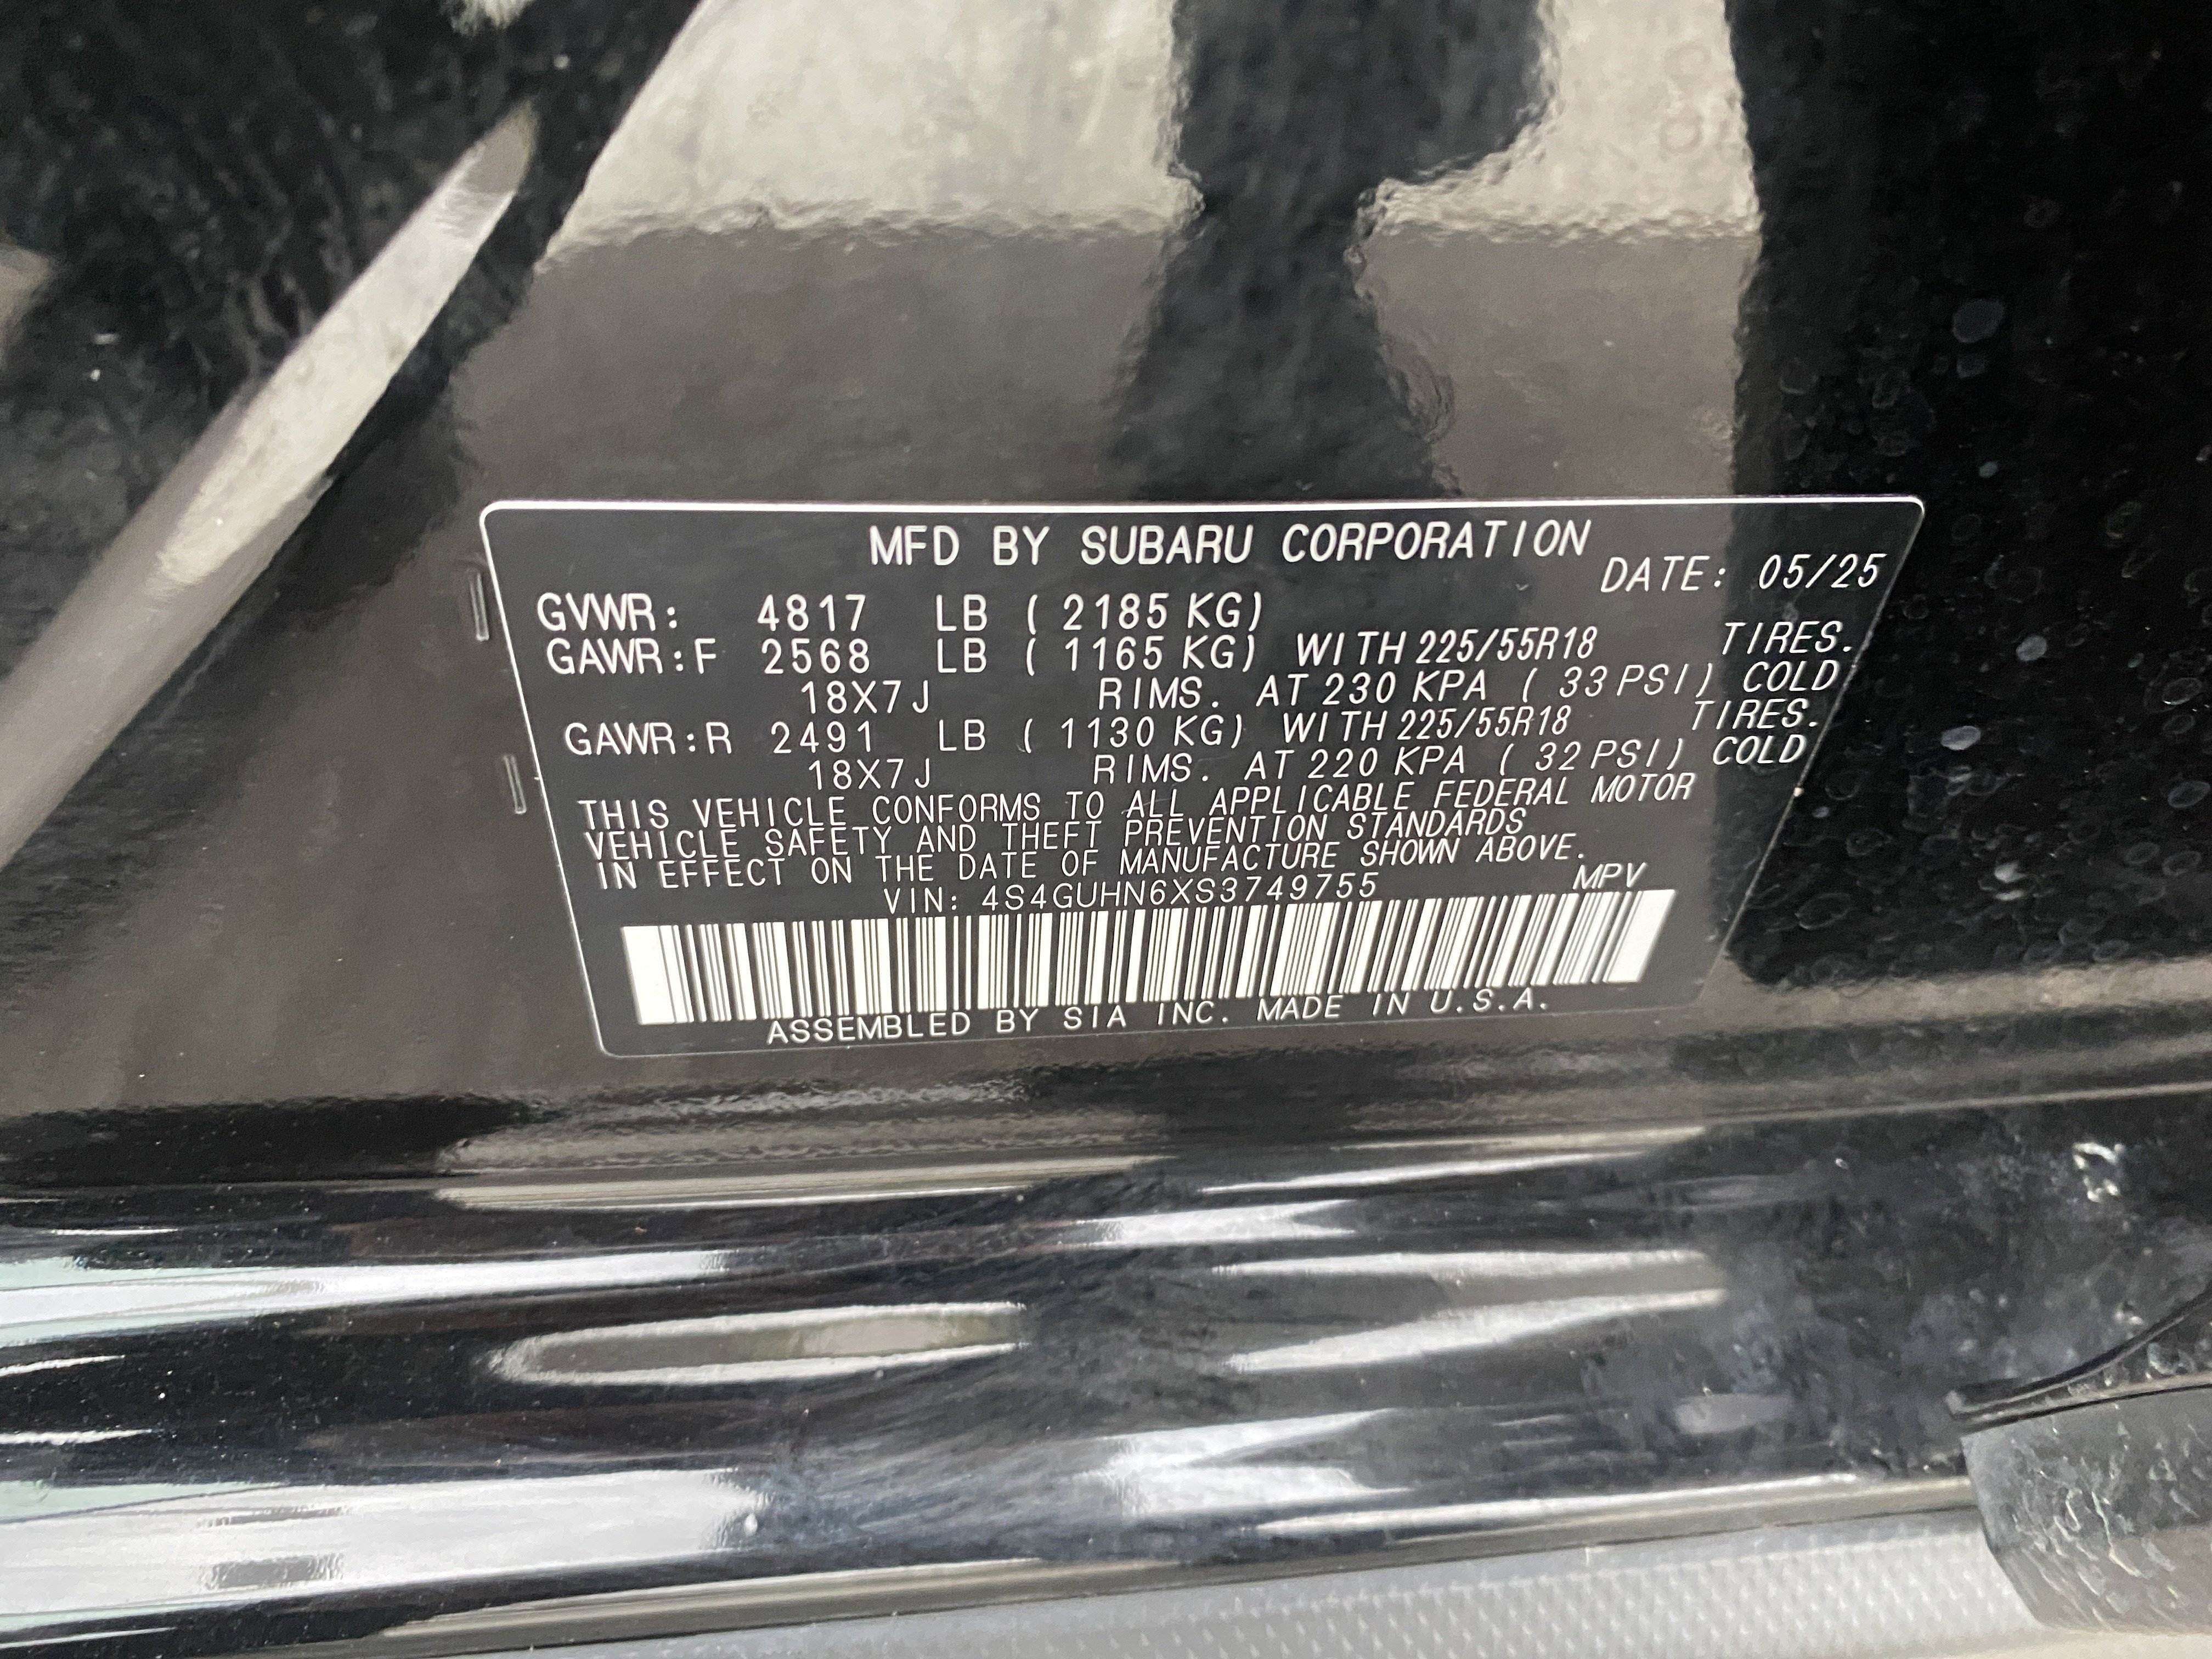 MFD BY SUBARU CORPORATION
DATE: 05/25
GVWR: 4817 LB ( 2185 KG)
GAWR:F 2568 LB ( 1165 KG) WITH 225/55R18 TIRES.
18X7J RIMS. AT 230 KPA ( 33 PSI) COLD
GAWR:R 2491 LB ( 1130 KG) WITH 225/55R18 TIRES.
18X7J RIMS. AT 220 KPA ( 32 PSI) COLD
THIS VEHICLE CONFORMS TO ALL APPLICABLE FEDERAL MOTOR
VEHICLE SAFETY AND THEFT PREVENTION STANDARDS
IN EFFECT ON THE DATE OF MANUFACTURE SHOWN ABOVE.
VIN: 4S4GUHN6XS3749755 MPV
ASSEMBLED BY SIA INC. MADE IN U.S.A.